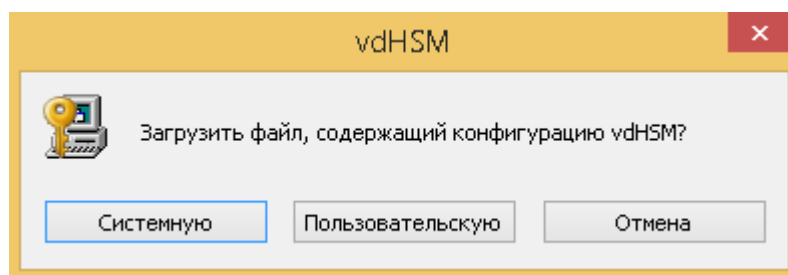 vdHSM
Загрузить файл, содержащий конфигурацию vdHSM?
Системную Пользовательскую Отмена